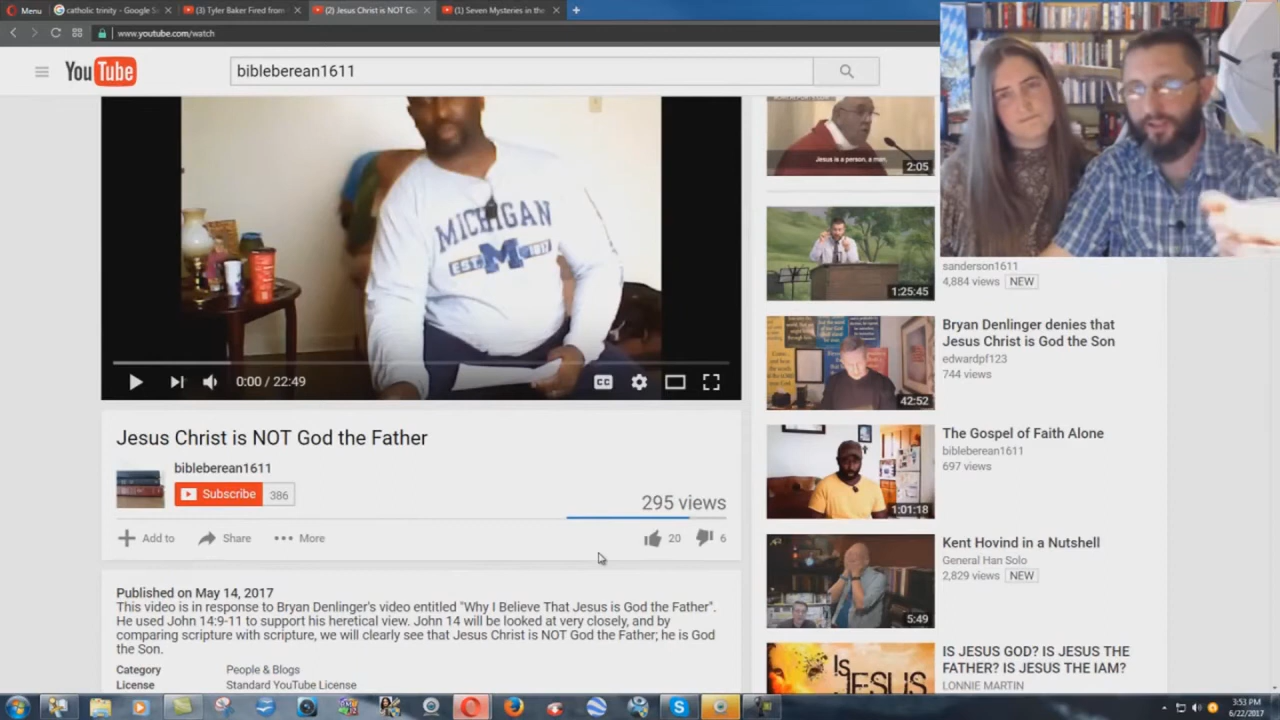 Menu
catholic trinity - Google S
(3) Tyler Baker Fired from
(2) Jesus Christ is NOT Go
(1) Seven Mysteries in the
www.youtube.com/watch
YouTube
bibleberean1611
MICHIGAN
EST. M 1817
0:00 / 22:49
CC
Jesus Christ is NOT God the Father
bibleberean1611
Subscribe 386
295 views
Add to Share More 20 6
Published on May 14, 2017
This video is in response to Bryan Denlinger's video entitled "Why I Believe That Jesus is God the Father".
He used John 14:9-11 to support his heretical view. John 14 will be looked at very closely, and by
comparing scripture with scripture, we will clearly see that Jesus Christ is NOT God the Father; he is God
the Son.
Category People & Blogs
License Standard YouTube License
Jesus is a person, a man.
2:05
1:25:45
sanderson1611
4,884 views NEW
42:52
Bryan Denlinger denies that
Jesus Christ is God the Son
edwardpf123
744 views
1:01:18
The Gospel of Faith Alone
bibleberean1611
697 views
5:49
Kent Hovind in a Nutshell
General Han Solo
2,829 views NEW
IS
JESUS
IS JESUS GOD? IS JESUS THE
FATHER? IS JESUS THE IAM?
LONNIE MARTIN
3:53 PM
6/22/2017